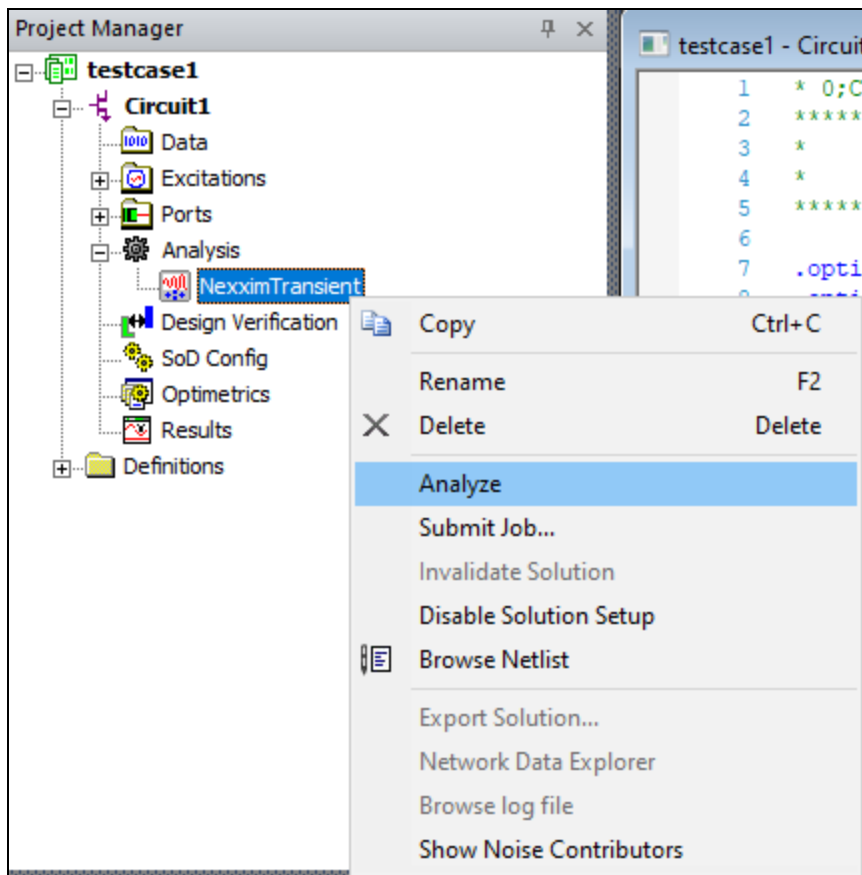 Project Manager
testcase1
Circuit1
Data
Excitations
Ports
Analysis
NexximTransient
Design Verification
SoD Config
Optimetrics
Results
Definitions
testcase1 - Circuit
1 * 0;C
2 *****
3 *
4 *
5 *****
6
7 .opti
Copy Ctrl+C
Rename F2
Delete Delete
Analyze
Submit Job...
Invalidate Solution
Disable Solution Setup
Browse Netlist
Export Solution...
Network Data Explorer
Browse log file
Show Noise Contributors